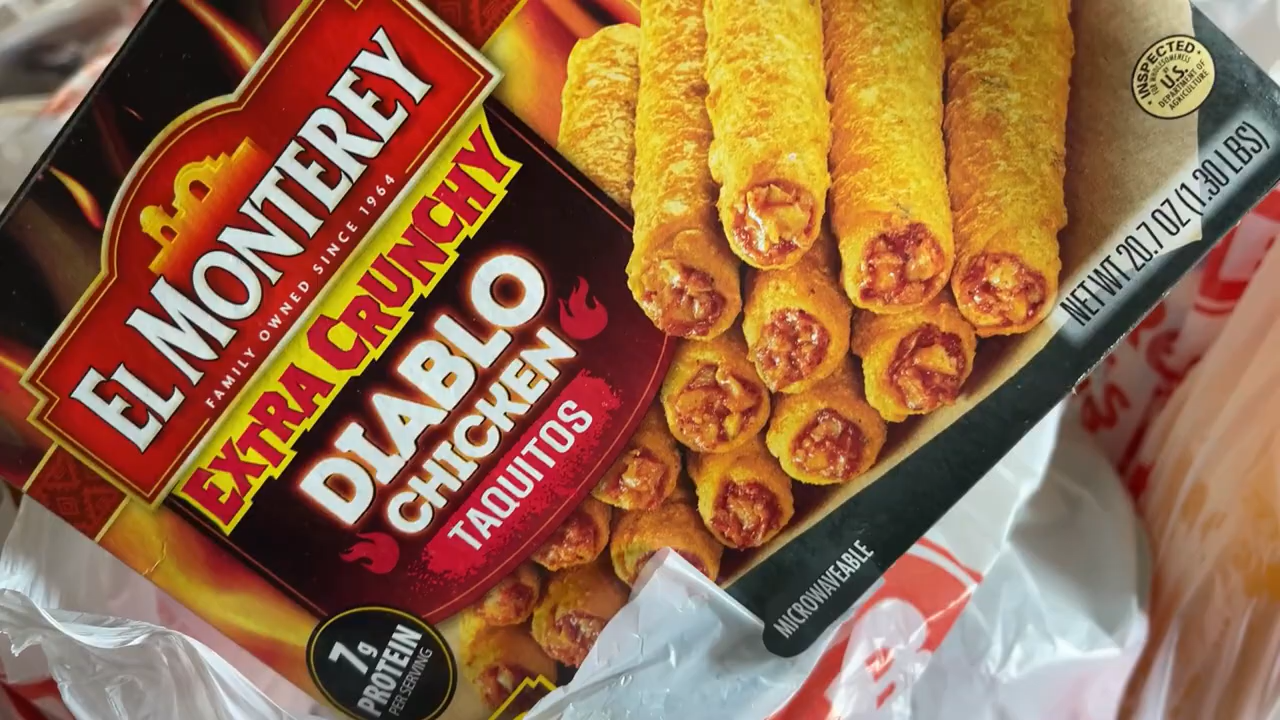 EL MONTEREY
FAMILY OWNED SINCE 1964
EXTRA CRUNCHY
DIABLO
CHICKEN
TAQUITOS
7g
PROTEIN
PER SERVING
INSPECTED
FOR WHOLESOMENESS
BY
U.S.
DEPARTMENT OF
AGRICULTURE
NET WT 20.7 OZ (1.30 LBS)
MICROWAVEABLE